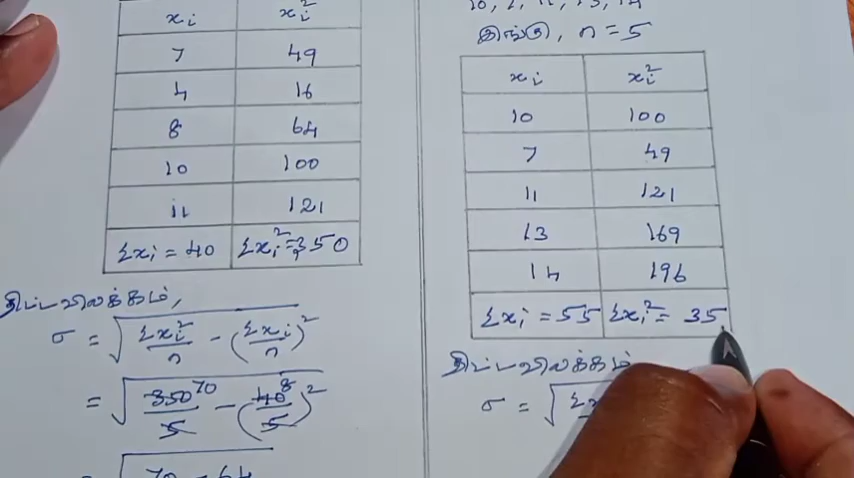 xᵢ xᵢ²
7 49
4 16
8 64
10 100
11 121
Σxᵢ = 40 Σxᵢ² = 350
திட்டவிலக்கம்,
σ = √(Σxᵢ²/n - (Σxᵢ/n)²)
= √(350/5 70 - (40/5 8)²)
= √70 - 64
இங்கு, n = 5
xᵢ xᵢ²
10 100
7 49
11 121
13 169
14 196
Σxᵢ = 55 Σxᵢ² = 35
திட்டவிலக்கம்
σ = √